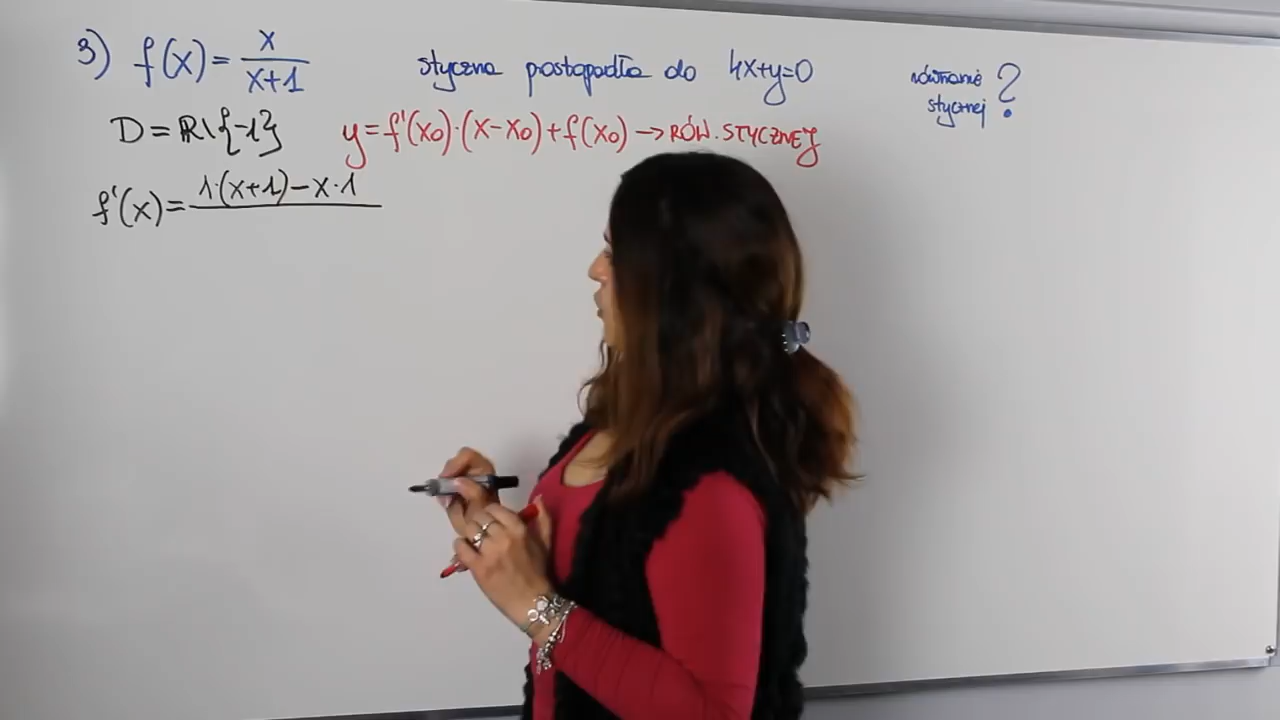 3) f(x) = x/(x+1) styczna prostopadła do 4x+y=0 równanie stycznej ?
D = ℝ\{-1} y = f'(x₀)·(x-x₀)+f(x₀) → RÓW. STYCZNEJ
f'(x) = 1·(x+1)-x·1